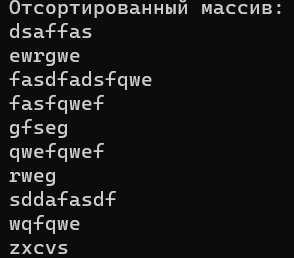 Отсортированный массив:
dsaffas
ewrgwe
fasdfadsfqwe
fasfqwef
gfseg
qwefqwef
rweg
sddafasdf
wqfqwe
zxcvs